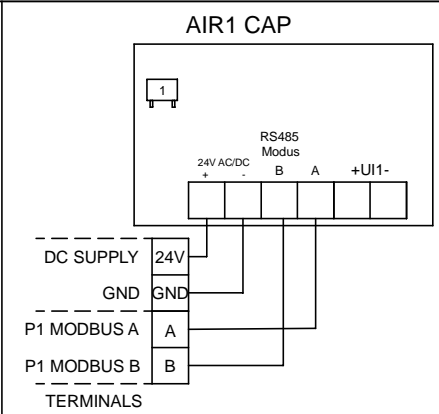 AIR1 CAP
1
RS485
Modus
24V AC/DC
+ - B A +UI1-
DC SUPPLY 24V
GND GND
P1 MODBUS A A
P1 MODBUS B B
TERMINALS